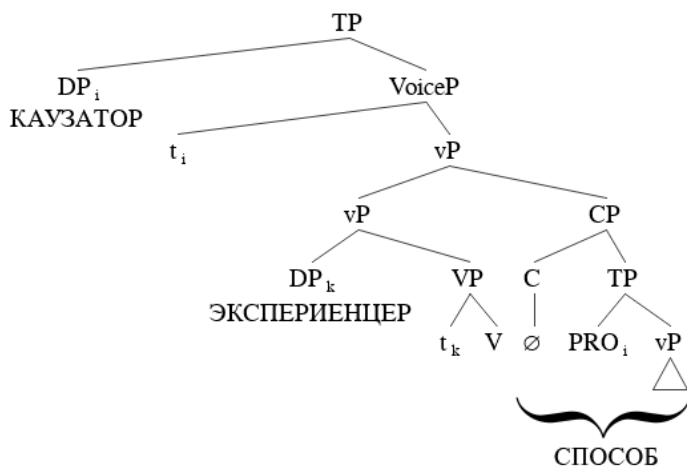 TP
DP i VoiceP
КАУЗАТОР
t i vP
vP CP
DP k VP C TP
ЭКСПЕРИЕНЦЕР
t k V ∅ PRO i vP
СПОСОБ